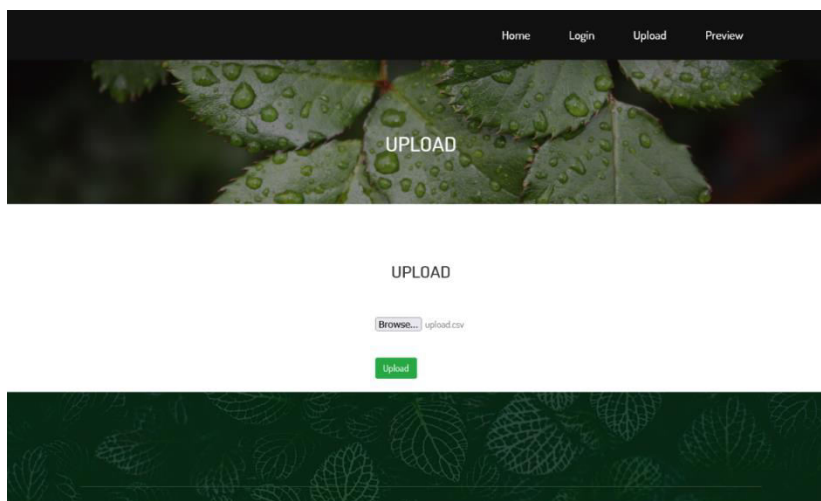 Home Login Upload Preview
UPLOAD
UPLOAD
Browse... upload.csv
Upload